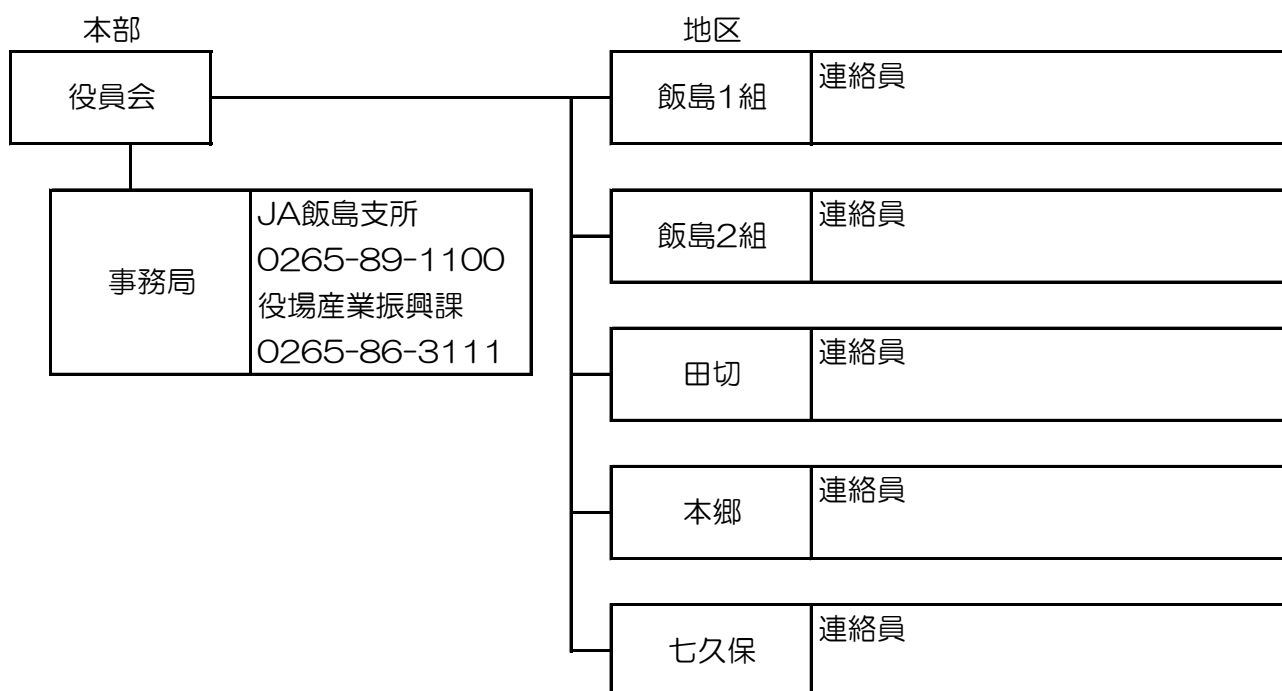 本部
役員会
事務局
JA飯島支所
0265-89-1100
役場産業振興課
0265-86-3111
地区
飯島1組
連絡員
飯島2組
連絡員
田切
連絡員
本郷
連絡員
七久保
連絡員